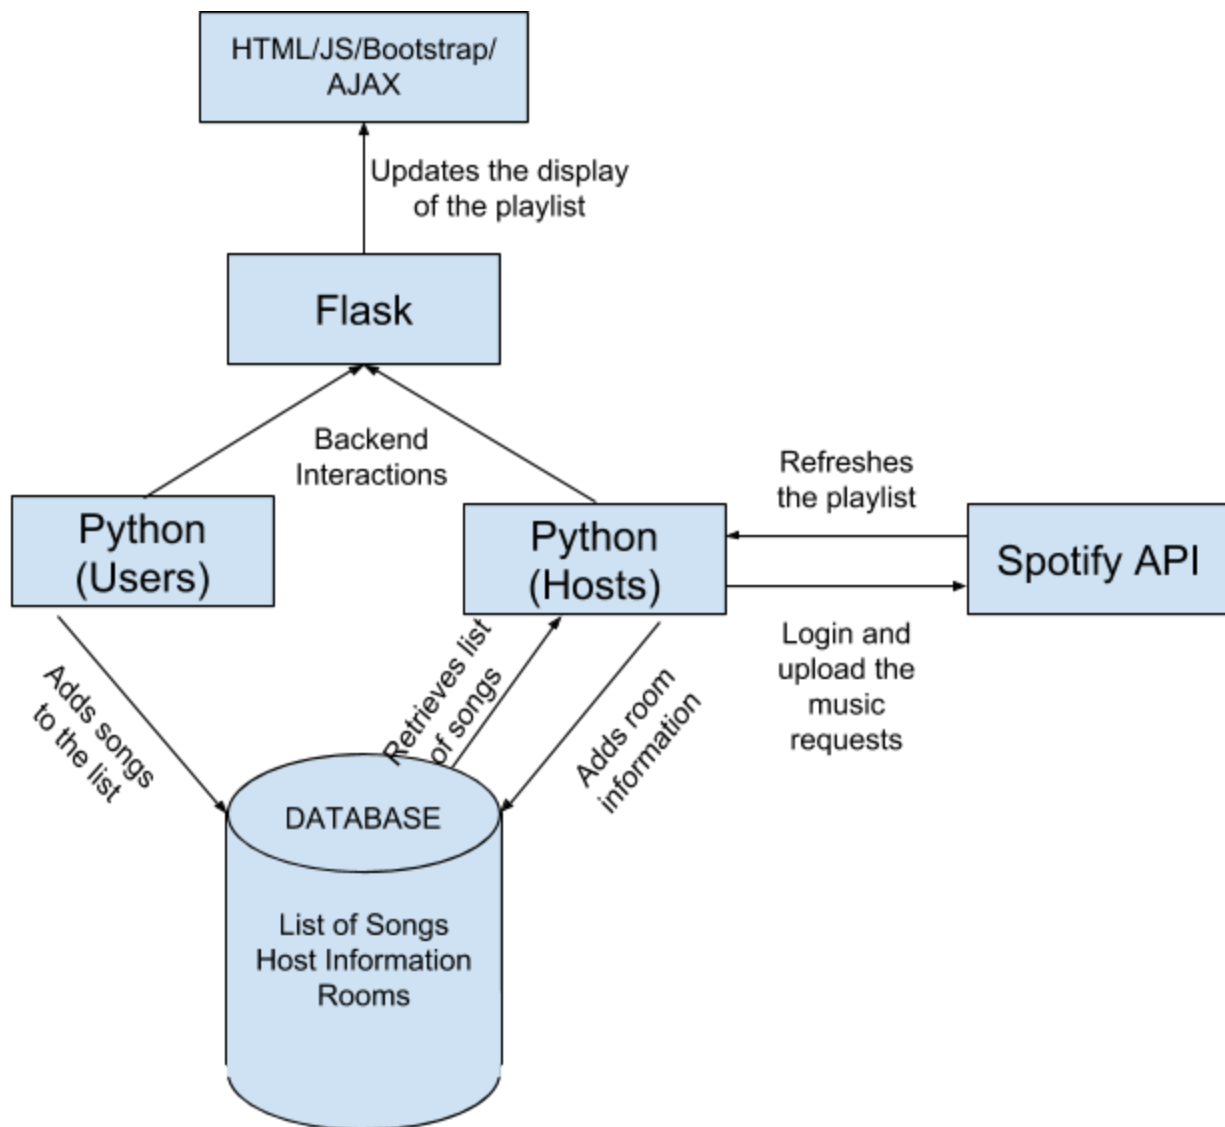 HTML/JS/Bootstrap/
AJAX
Updates the display
of the playlist
Flask
Backend
Interactions
Refreshes
the playlist
Python
(Users)
Python
(Hosts)
Spotify API
Login and
upload the
music
requests
Adds songs
to the list
Retrieves list
of songs
Adds room
information
DATABASE
List of Songs
Host Information
Rooms